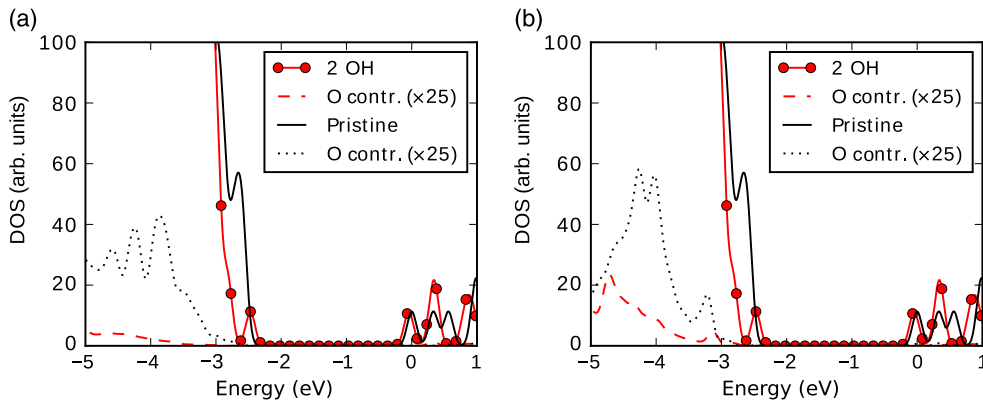 (a)
DOS (arb. units)
100
80
60
40
20
0
2 OH
O contr. (×25)
Pristine
O contr. (×25)
−5 −4 −3 −2 −1 0 1
Energy (eV)
(b)
DOS (arb. units)
100
80
60
40
20
0
2 OH
O contr. (×25)
Pristine
O contr. (×25)
−5 −4 −3 −2 −1 0 1
Energy (eV)